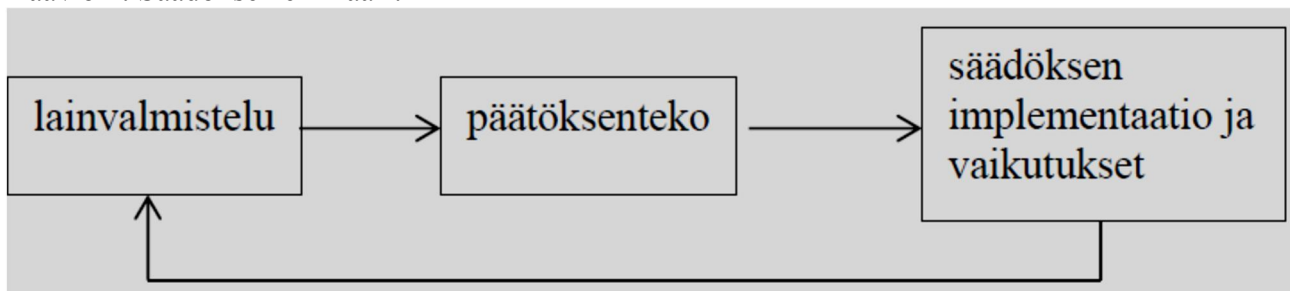 lainvalmistelu
päätöksenteko
säädöksen
implementaatio ja
vaikutukset